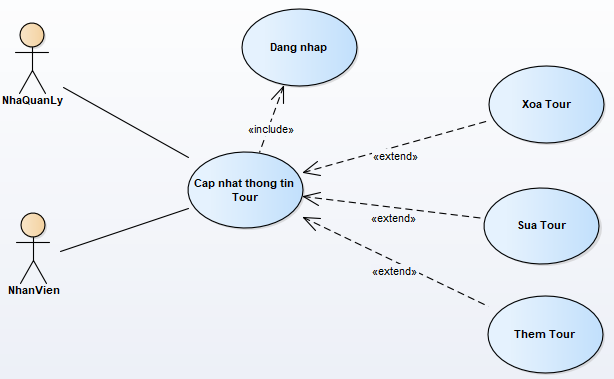 Dang nhap
NhaQuanLy
Xoa Tour
«include»
«extend»
Cap nhat thong tin
Tour
«extend»
Sua Tour
NhanVien
«extend»
Them Tour